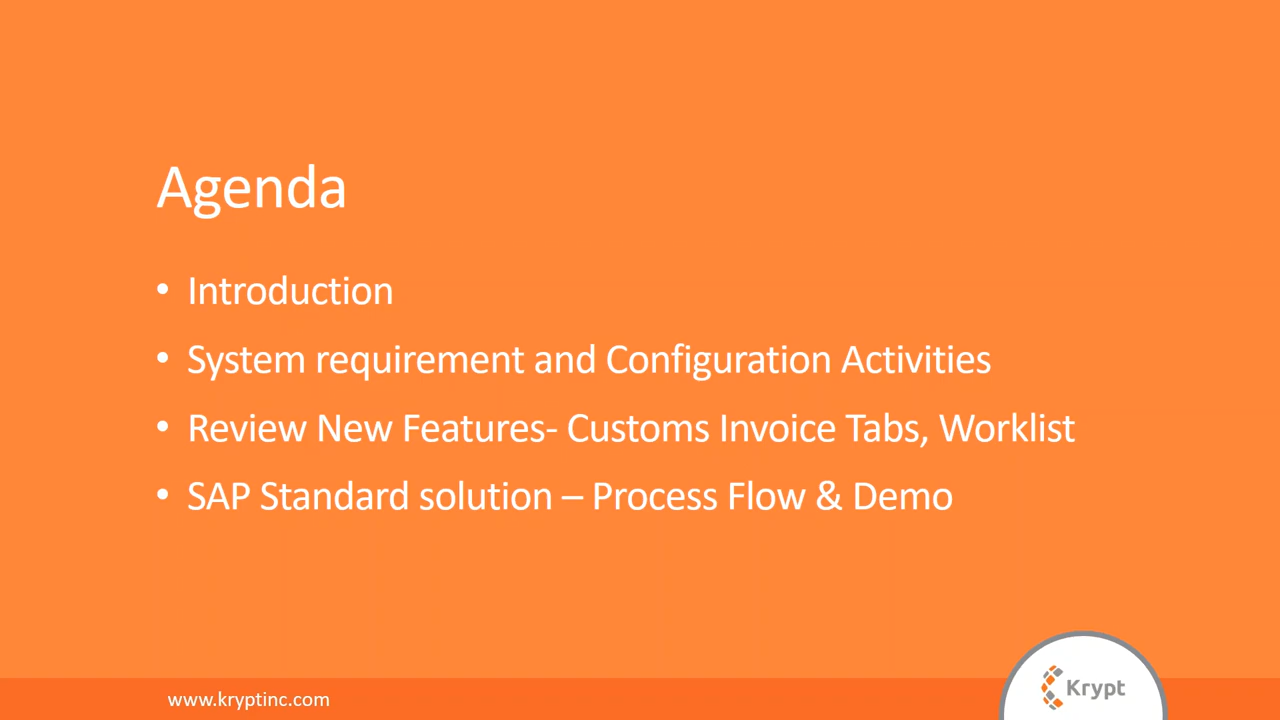 Agenda
• Introduction
• System requirement and Configuration Activities
• Review New Features- Customs Invoice Tabs, Worklist
• SAP Standard solution – Process Flow & Demo
www.kryptinc.com
Krypt